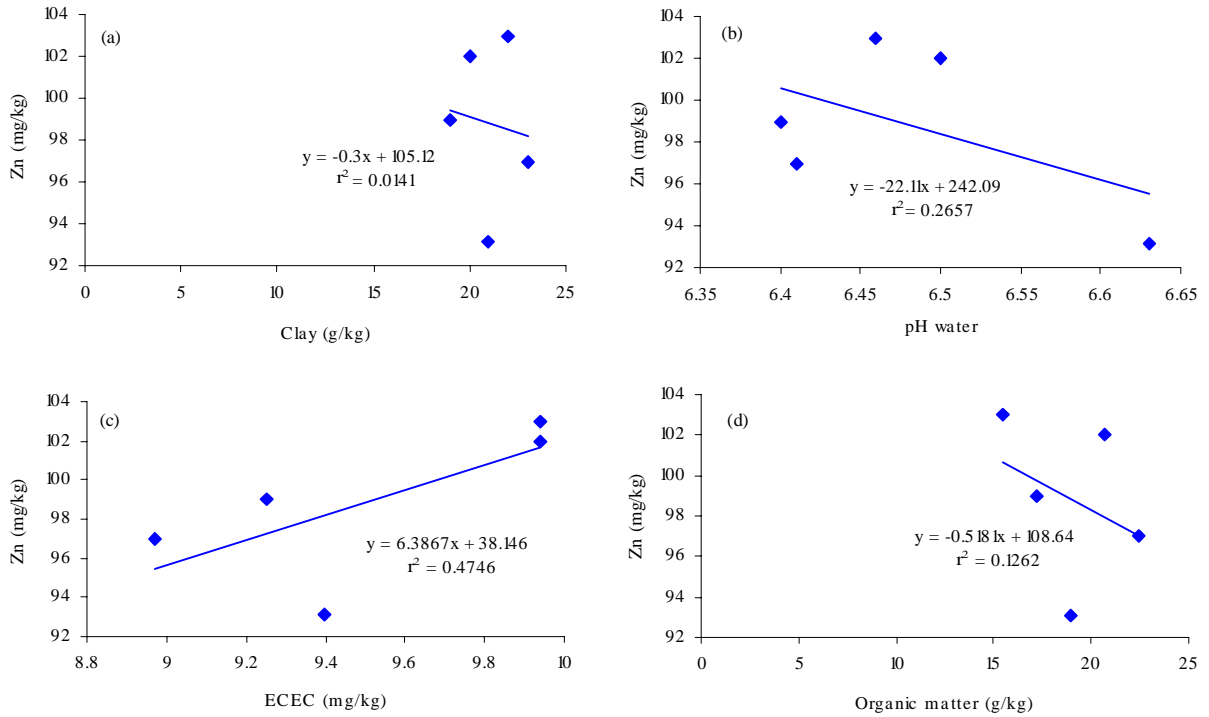 (a)
Zn (mg/kg)
104
102
100
98
96
94
92
y = -0.3x + 105.12
r² = 0.0141
0 5 10 15 20 25
Clay (g/kg)
(b)
Zn (mg/kg)
104
102
100
98
96
94
92
y = -22.11x + 242.09
r² = 0.2657
6.35 6.4 6.45 6.5 6.55 6.6 6.65
pH water
(c)
Zn (mg/kg)
104
102
100
98
96
94
92
y = 6.3867x + 38.146
r² = 0.4746
8.8 9 9.2 9.4 9.6 9.8 10
ECEC (mg/kg)
(d)
Zn (mg/kg)
104
102
100
98
96
94
92
y = -0.5181x + 108.64
r² = 0.1262
0 5 10 15 20 25
Organic matter (g/kg)